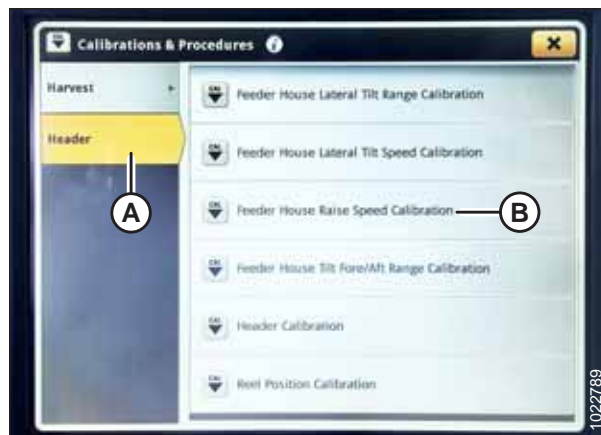 Calibrations & Procedures
Harvest
Header
Feeder House Lateral Tilt Range Calibration
Feeder House Lateral Tilt Speed Calibration
Feeder House Raise Speed Calibration
Feeder House Tilt Fore/Aft Range Calibration
Header Calibration
Reel Position Calibration
A
B
1022789